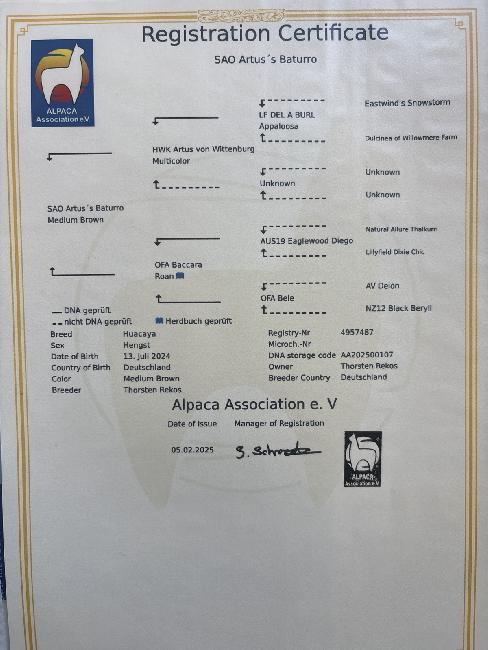 Registration Certificate
SAO Artus´s Baturro
ALPACA
Association e.V
Eastwind's Snowstorm
LF DEL A BURL
Appaloosa
Dulcinea of Willowmere Farm
HWK Artus von Wittenburg
Multicolor
Unknown
Unknown
Unknown
SAO Artus´s Baturro
Medium Brown
Natural Allure Thalkum
AUS19 Eaglewood Diego
Lillyfield Dixie Chic
OFA Baccara
Roan
AV Deion
OFA Bele
NZ12 Black Beryll
DNA geprüft
nicht DNA geprüft
Herdbuch geprüft
Breed Huacaya
Registry-Nr 4957487
Sex Hengst
Microch.-Nr
Date of Birth 13. Juli 2024
DNA storage code AA202500107
Country of Birth Deutschland
Owner Thorsten Rekos
Color Medium Brown
Breeder Country Deutschland
Breeder Thorsten Rekos
Alpaca Association e. V
Date of Issue Manager of Registration
05.02.2025
ALPACA
Association e.V